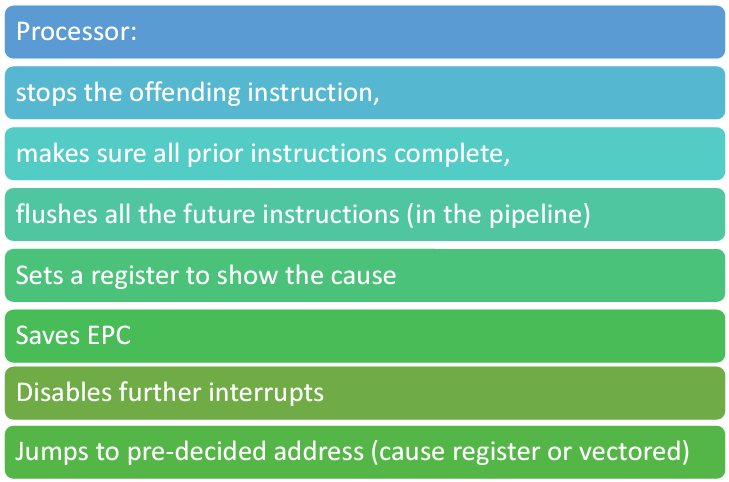 Processor:
stops the offending instruction,
makes sure all prior instructions complete,
flushes all the future instructions (in the pipeline)
Sets a register to show the cause
Saves EPC
Disables further interrupts
Jumps to pre-decided address (cause register or vectored)